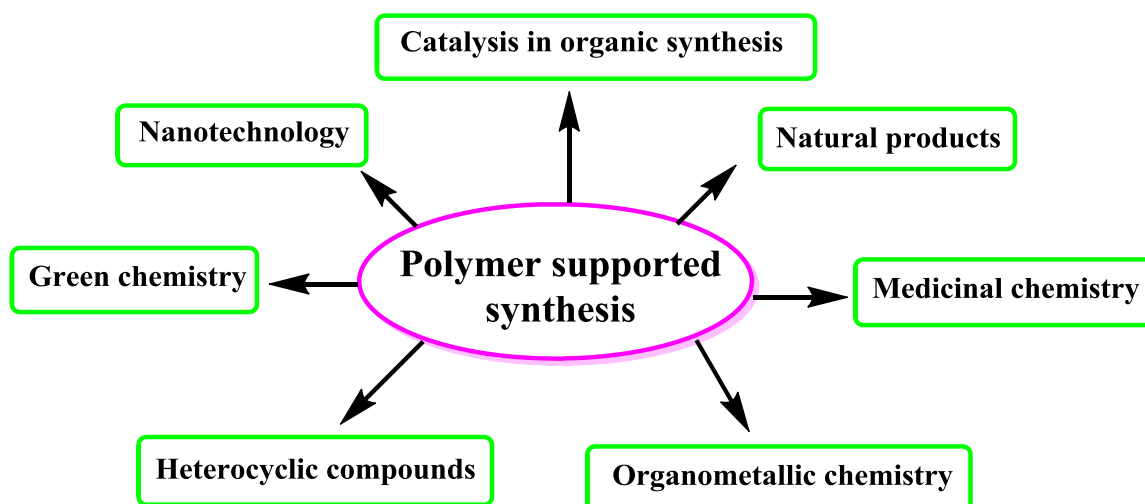 Catalysis in organic synthesis
Nanotechnology
Natural products
Green chemistry
Polymer supported
synthesis
Medicinal chemistry
Heterocyclic compounds
Organometallic chemistry